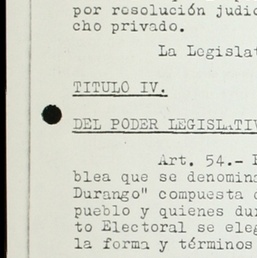 por resolución judic
cho privado.
La Legislat
TITULO IV.
DEL PODER LEGISLATIV
Art. 54.- E
blea que se denomina
Durango" compuesta
pueblo y quienes dur
to Electoral se eleg
la forma y términos